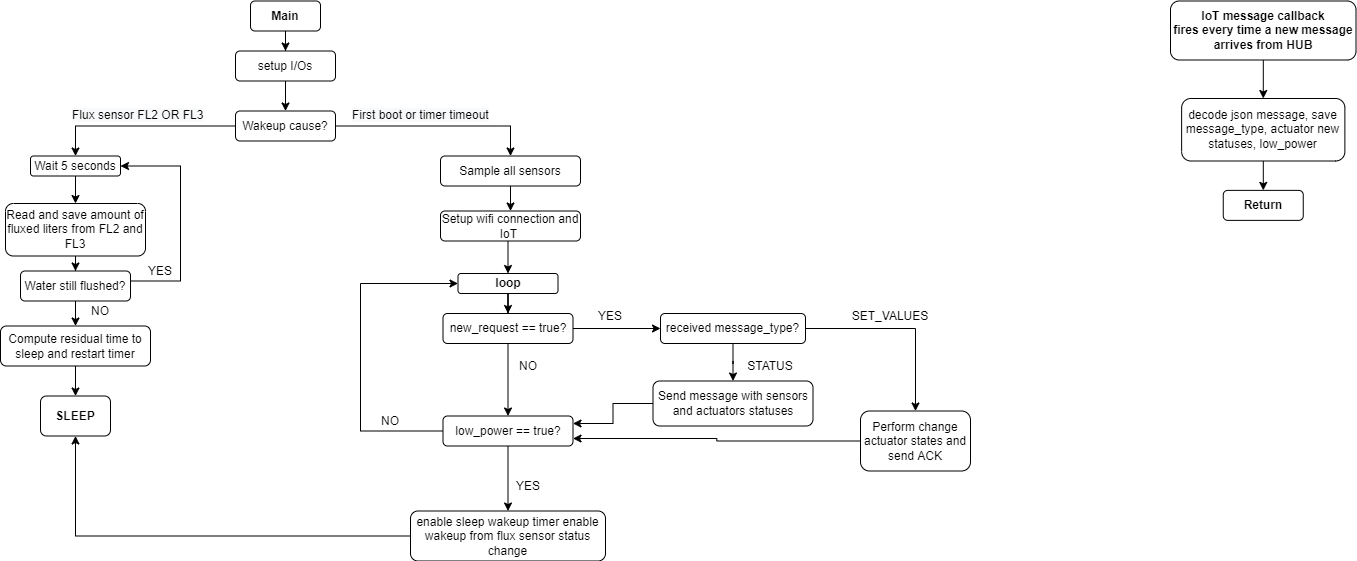 Main
setup I/Os
Wakeup cause?
Flux sensor FL2 OR FL3
First boot or timer timeout
Wait 5 seconds
Read and save amount of
fluxed liters from FL2 and
FL3
Water still flushed?
YES
NO
Compute residual time to
sleep and restart timer
SLEEP
Sample all sensors
Setup wifi connection and
IoT
loop
new_request == true?
YES
received message_type?
SET_VALUES
NO
STATUS
Send message with sensors
and actuators statuses
Perform change
actuator states and
send ACK
low_power == true?
NO
YES
enable sleep wakeup timer enable
wakeup from flux sensor status
change
IoT message callback
fires every time a new message
arrives from HUB
decode json message, save
message_type, actuator new
statuses, low_power
Return